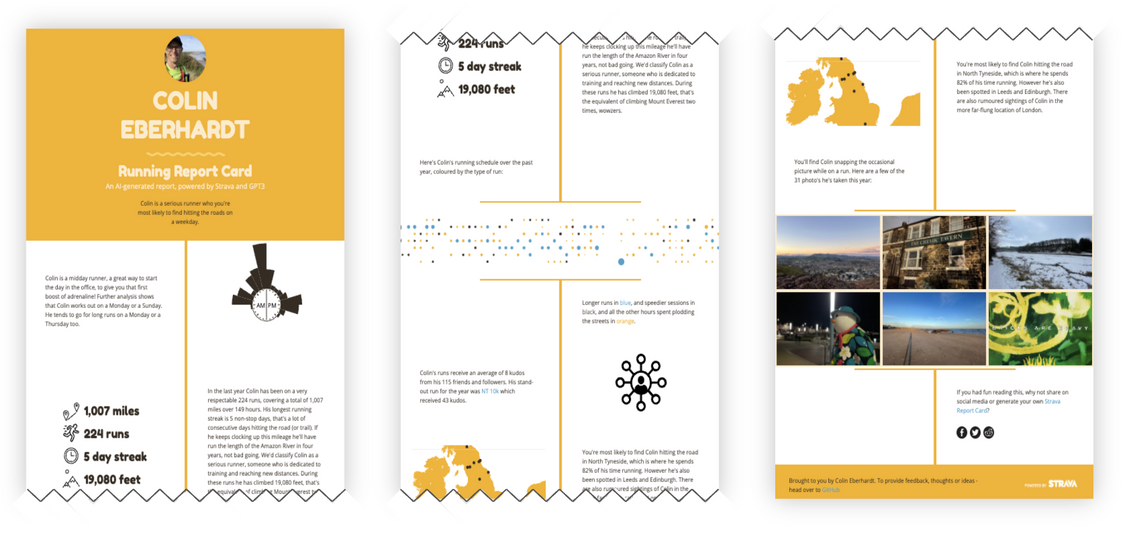 COLIN
EBERHARDT
Running Report Card
An AI-generated report, powered by Strava and GPT3
Colin is a serious runner who you're
most likely to find hitting the roads on
a weekday.
Colin is a midday runner, a great way to start
the day in the office, to give you that first
boost of adrenaline! Further analysis shows
that Colin works out on a Monday or a Sunday.
He tends to go for long runs on a Monday or a
Thursday too.
AM PM
1,007 miles
224 runs
5 day streak
19,080 feet
In the last year Colin has been on a very
respectable 224 runs, covering a total of 1,007
miles over 149 hours. His longest running
streak is 5 non-stop days, that's a lot of
consecutive days hitting the road (or trail). If
he keeps clocking up this mileage he'll have
run the length of the Amazon River in four
years, not bad going. We'd classify Colin as a
serious runner, someone who is dedicated to
training and reaching new distances. During
these runs he has climbed 19,080 feet, that's
the equivalent of climbing Mount Everest two
224 runs
5 day streak
19,080 feet
he keeps clocking up this mileage he'll have
run the length of the Amazon River in four
years, not bad going. We'd classify Colin as a
serious runner, someone who is dedicated to
training and reaching new distances. During
these runs he has climbed 19,080 feet, that's
the equivalent of climbing Mount Everest two
times, wowzers.
Here's Colin's running schedule over the past
year, coloured by the type of run:
Longer runs in blue, and speedier sessions in
black, and all the other hours spent plodding
the streets in orange.
Colin's runs receive an average of 8 kudos
from his 115 friends and followers. His stand-
out run for the year was NT 10k which
received 43 kudos.
You're most likely to find Colin hitting the road
in North Tyneside, which is where he spends
82% of his time running. However he's also
been spotted in Leeds and Edinburgh. There
are also rumoured sightings of Colin in the
You're most likely to find Colin hitting the road
in North Tyneside, which is where he spends
82% of his time running. However he's also
been spotted in Leeds and Edinburgh. There
are also rumoured sightings of Colin in the
more far-flung location of London.
You'll find Colin snapping the occasional
picture while on a run. Here are a few of the
31 photo's he's taken this year:
If you had fun reading this, why not share on
social media or generate your own Strava
Report Card?
Brought to you by Colin Eberhardt. To provide feedback, thoughts or ideas -
head over to GitHub
POWERED BY STRAVA